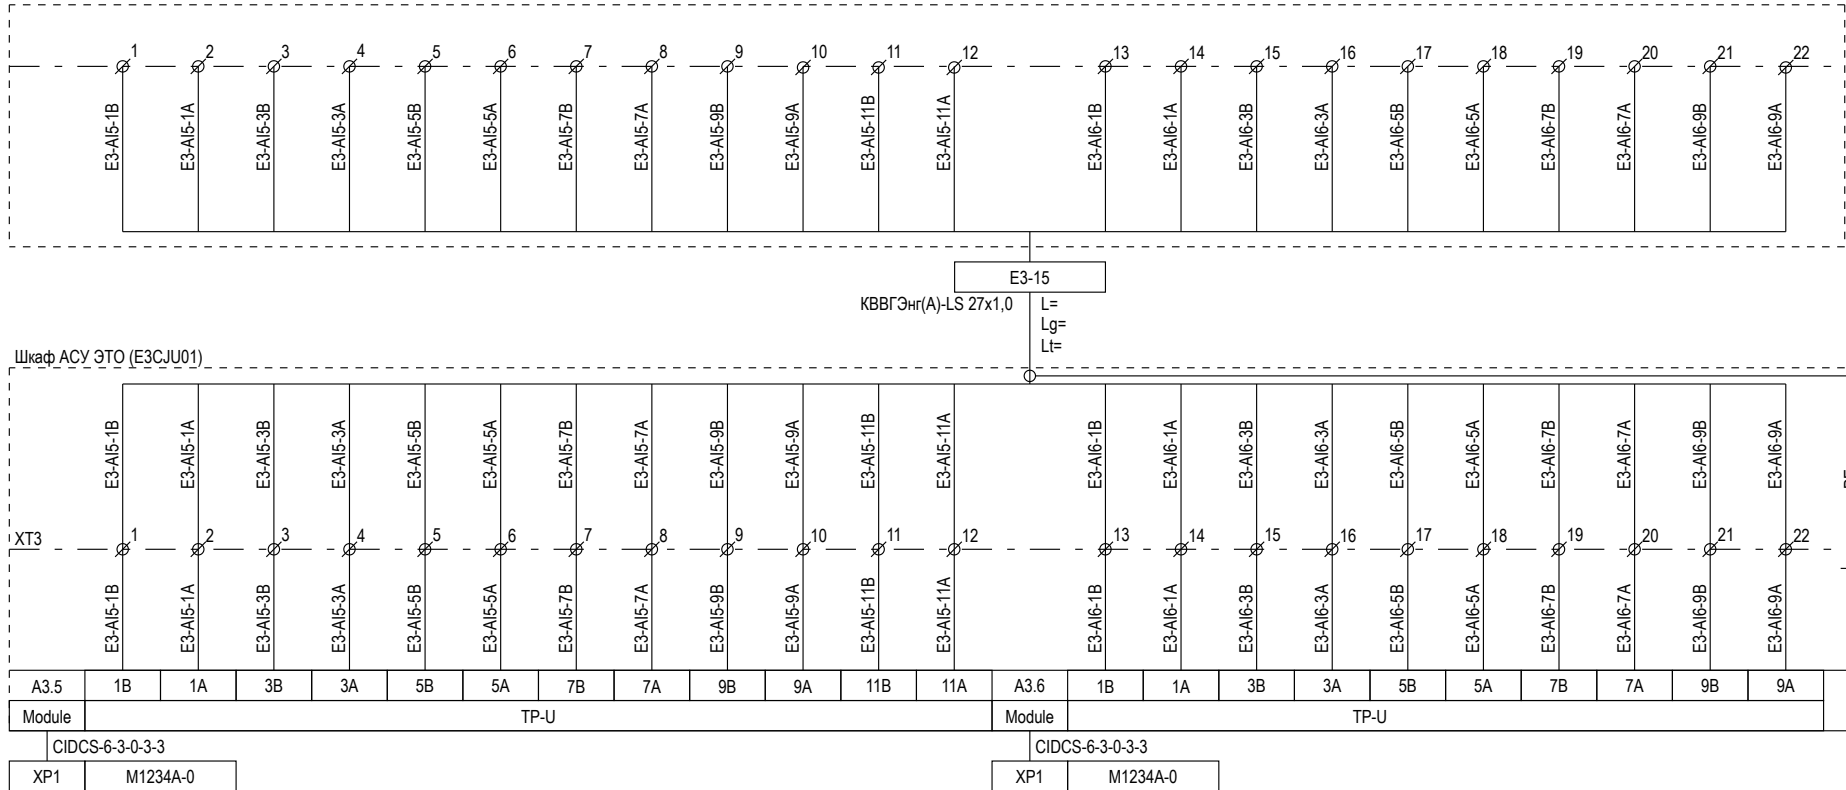 1 2 3 4 5 6 7 8 9 10 11 12 13 14 15 16 17 18 19 20 21 22
E3-AI5-1B E3-AI5-1A E3-AI5-3B E3-AI5-3A E3-AI5-5B E3-AI5-5A E3-AI5-7B E3-AI5-7A E3-AI5-9B E3-AI5-9A E3-AI5-11B E3-AI5-11A E3-AI6-1B E3-AI6-1A E3-AI6-3B E3-AI6-3A E3-AI6-5B E3-AI6-5A E3-AI6-7B E3-AI6-7A E3-AI6-9B E3-AI6-9A
E3-15
КВВГЭнг(А)-LS 27x1,0 L=
Lg=
Lt=
Шкаф АСУ ЭТО (E3CJU01)
E3-AI5-1B E3-AI5-1A E3-AI5-3B E3-AI5-3A E3-AI5-5B E3-AI5-5A E3-AI5-7B E3-AI5-7A E3-AI5-9B E3-AI5-9A E3-AI5-11B E3-AI5-11A E3-AI6-1B E3-AI6-1A E3-AI6-3B E3-AI6-3A E3-AI6-5B E3-AI6-5A E3-AI6-7B E3-AI6-7A E3-AI6-9B E3-AI6-9A
XT3 1 2 3 4 5 6 7 8 9 10 11 12 13 14 15 16 17 18 19 20 21 22
E3-AI5-1B E3-AI5-1A E3-AI5-3B E3-AI5-3A E3-AI5-5B E3-AI5-5A E3-AI5-7B E3-AI5-7A E3-AI5-9B E3-AI5-9A E3-AI5-11B E3-AI5-11A E3-AI6-1B E3-AI6-1A E3-AI6-3B E3-AI6-3A E3-AI6-5B E3-AI6-5A E3-AI6-7B E3-AI6-7A E3-AI6-9B E3-AI6-9A
A3.5 1B 1A 3B 3A 5B 5A 7B 7A 9B 9A 11B 11A A3.6 1B 1A 3B 3A 5B 5A 7B 7A 9B 9A
Module TP-U Module TP-U
CIDCS-6-3-0-3-3 CIDCS-6-3-0-3-3
XP1 M1234A-0 XP1 M1234A-0